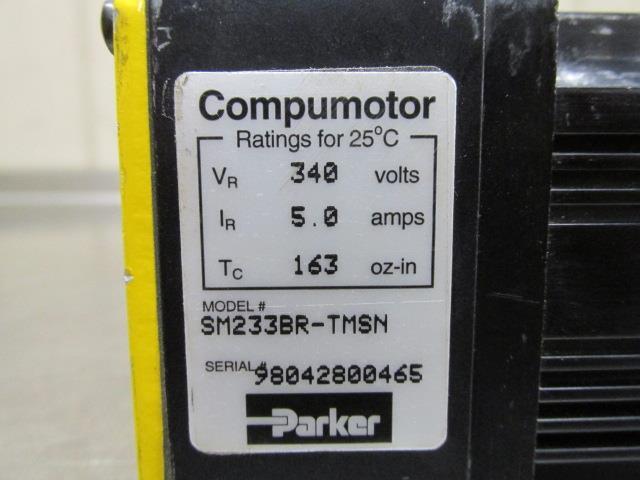 Compumotor
Ratings for 25°C
VR 340 volts
IR 5.0 amps
TC 163 oz-in
MODEL #
SM233BR-TMSN
SERIAL # 98042800465
Parker